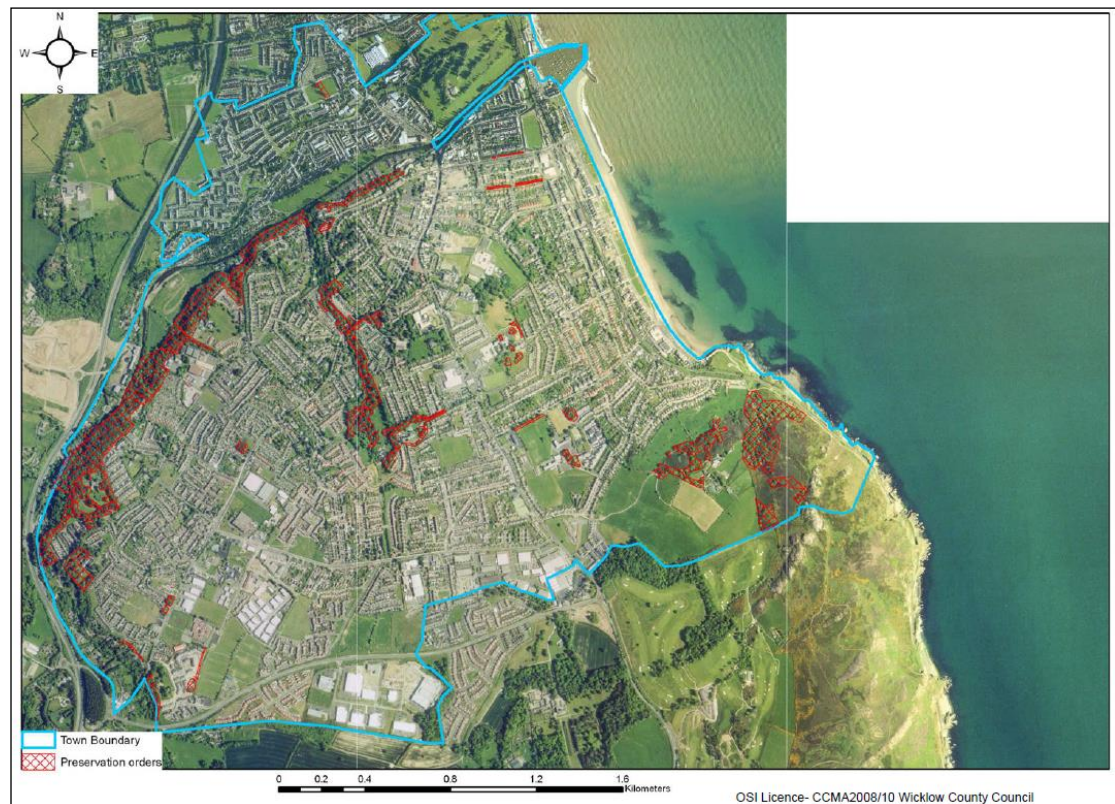 N
W E
S
Town Boundary
Preservation orders
0 0.2 0.4 0.8 1.2 1.6
Kilometers
OSI Licence- CCMA2008/10 Wicklow County Council